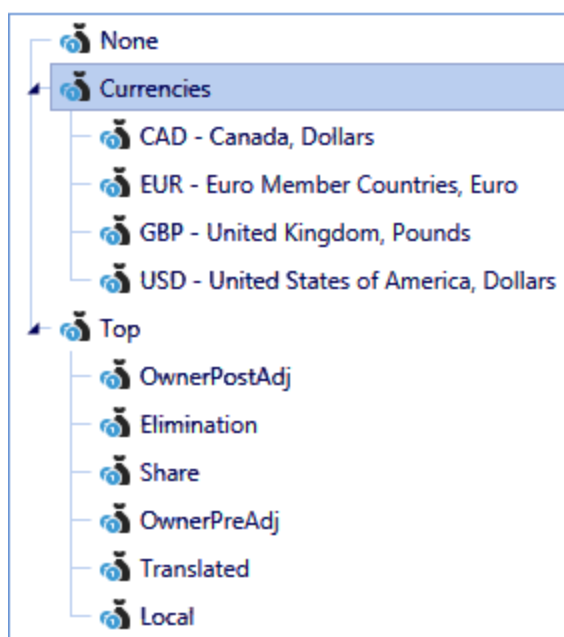 None
Currencies
CAD - Canada, Dollars
EUR - Euro Member Countries, Euro
GBP - United Kingdom, Pounds
USD - United States of America, Dollars
Top
OwnerPostAdj
Elimination
Share
OwnerPreAdj
Translated
Local